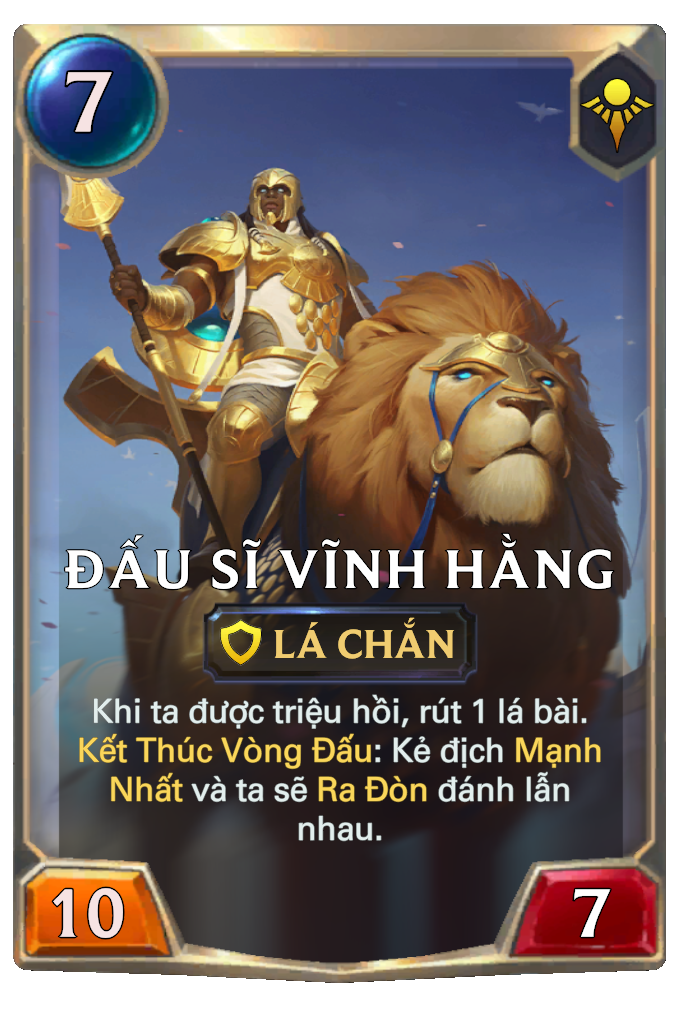 7
ĐẤU SĨ VĨNH HẰNG
LÁ CHẮN
Khi ta được triệu hồi, rút 1 lá bài.
Kết Thúc Vòng Đấu: Kẻ địch Mạnh
Nhất và ta sẽ Ra Đòn đánh lẫn
nhau.
10
7